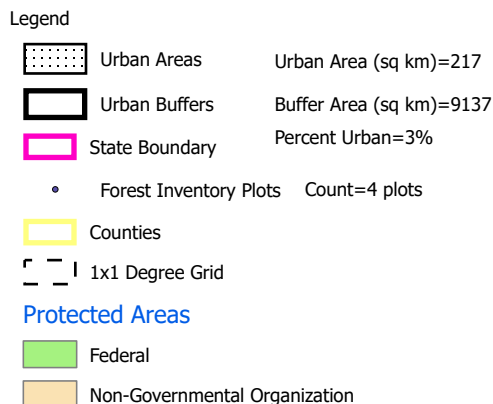 Legend
Urban Areas Urban Area (sq km)=217
Urban Buffers Buffer Area (sq km)=9137
State Boundary Percent Urban=3%
Forest Inventory Plots Count=4 plots
Counties
1x1 Degree Grid
Protected Areas
Federal
Non-Governmental Organization